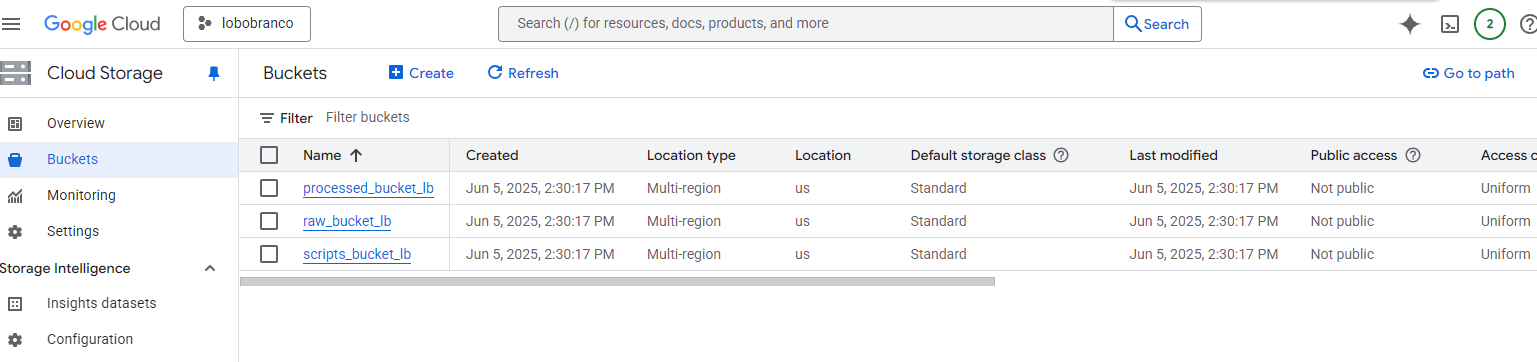 Google Cloud lobobranco Search (/) for resources, docs, products, and more Search 2
Cloud Storage
Overview
Buckets
Monitoring
Settings
Storage Intelligence
Insights datasets
Configuration
Buckets Create Refresh Go to path
Filter Filter buckets
Name Created Location type Location Default storage class Last modified Public access
processed_bucket_lb Jun 5, 2025, 2:30:17 PM Multi-region us Standard Jun 5, 2025, 2:30:17 PM Not public Uniform
raw_bucket_lb Jun 5, 2025, 2:30:17 PM Multi-region us Standard Jun 5, 2025, 2:30:17 PM Not public Uniform
scripts_bucket_lb Jun 5, 2025, 2:30:17 PM Multi-region us Standard Jun 5, 2025, 2:30:17 PM Not public Uniform